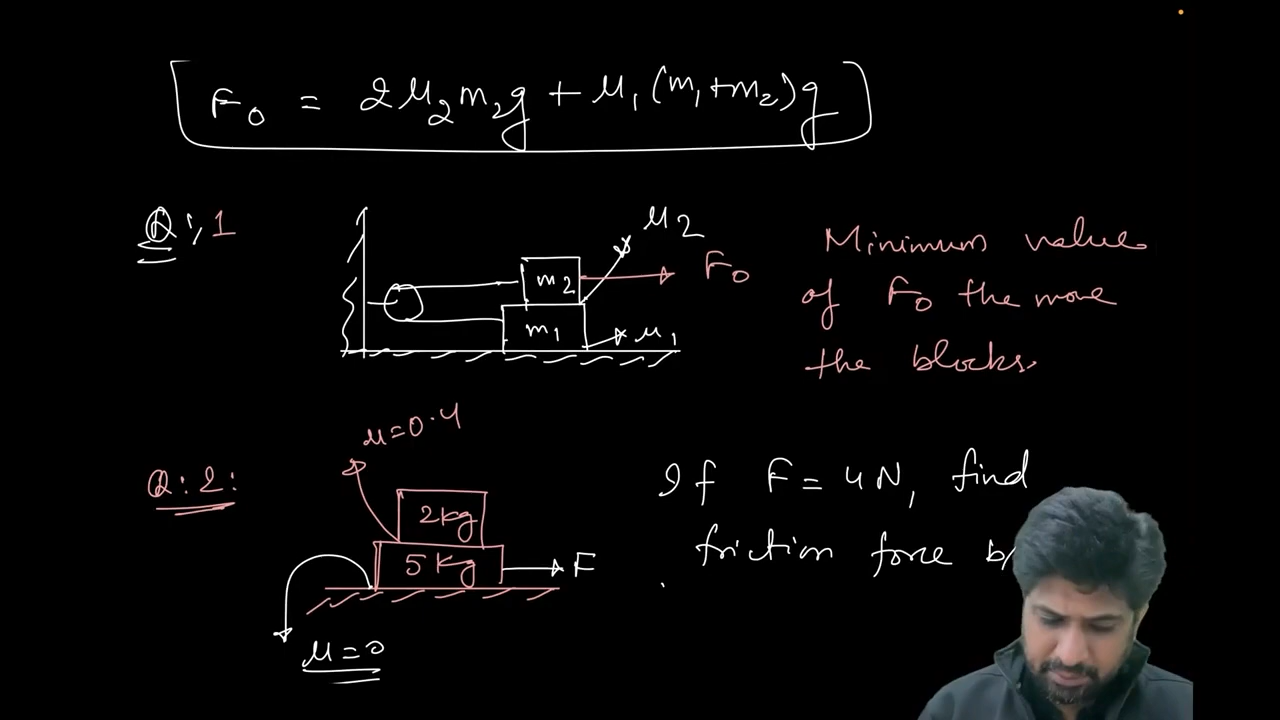 F₀ = 2μ₂m₂g + μ₁(m₁+m₂)g
Q:, 1
μ2
m₂
F₀
m₁
μ₁
Minimum value
of F₀ the move
the blocks.
μ=0.4
Q:2:
2kg
5kg
F
μ=0
If F = 4N, find
friction force b/